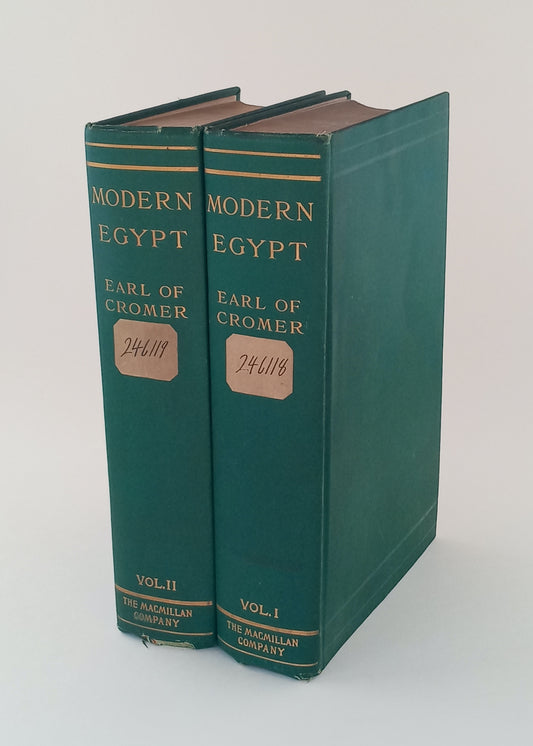 MODERN
EGYPT
EARL OF
CROMER
246119
VOL.II
THE MACMILLAN
COMPANY
MODERN
EGYPT
EARL OF
CROMER
246118
VOL.I
THE MACMILLAN
COMPANY